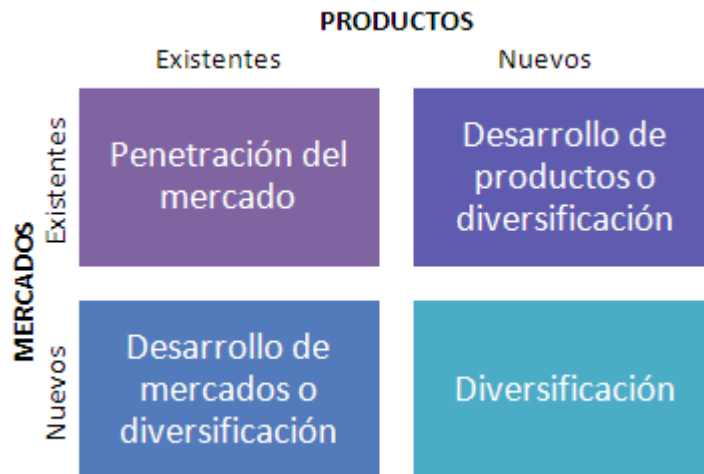 PRODUCTOS
Existentes
Nuevos
MERCADOS
Existentes
Penetración del
mercado
Desarrollo de
productos o
diversificación
Nuevos
Desarrollo de
mercados o
diversificación
Diversificación